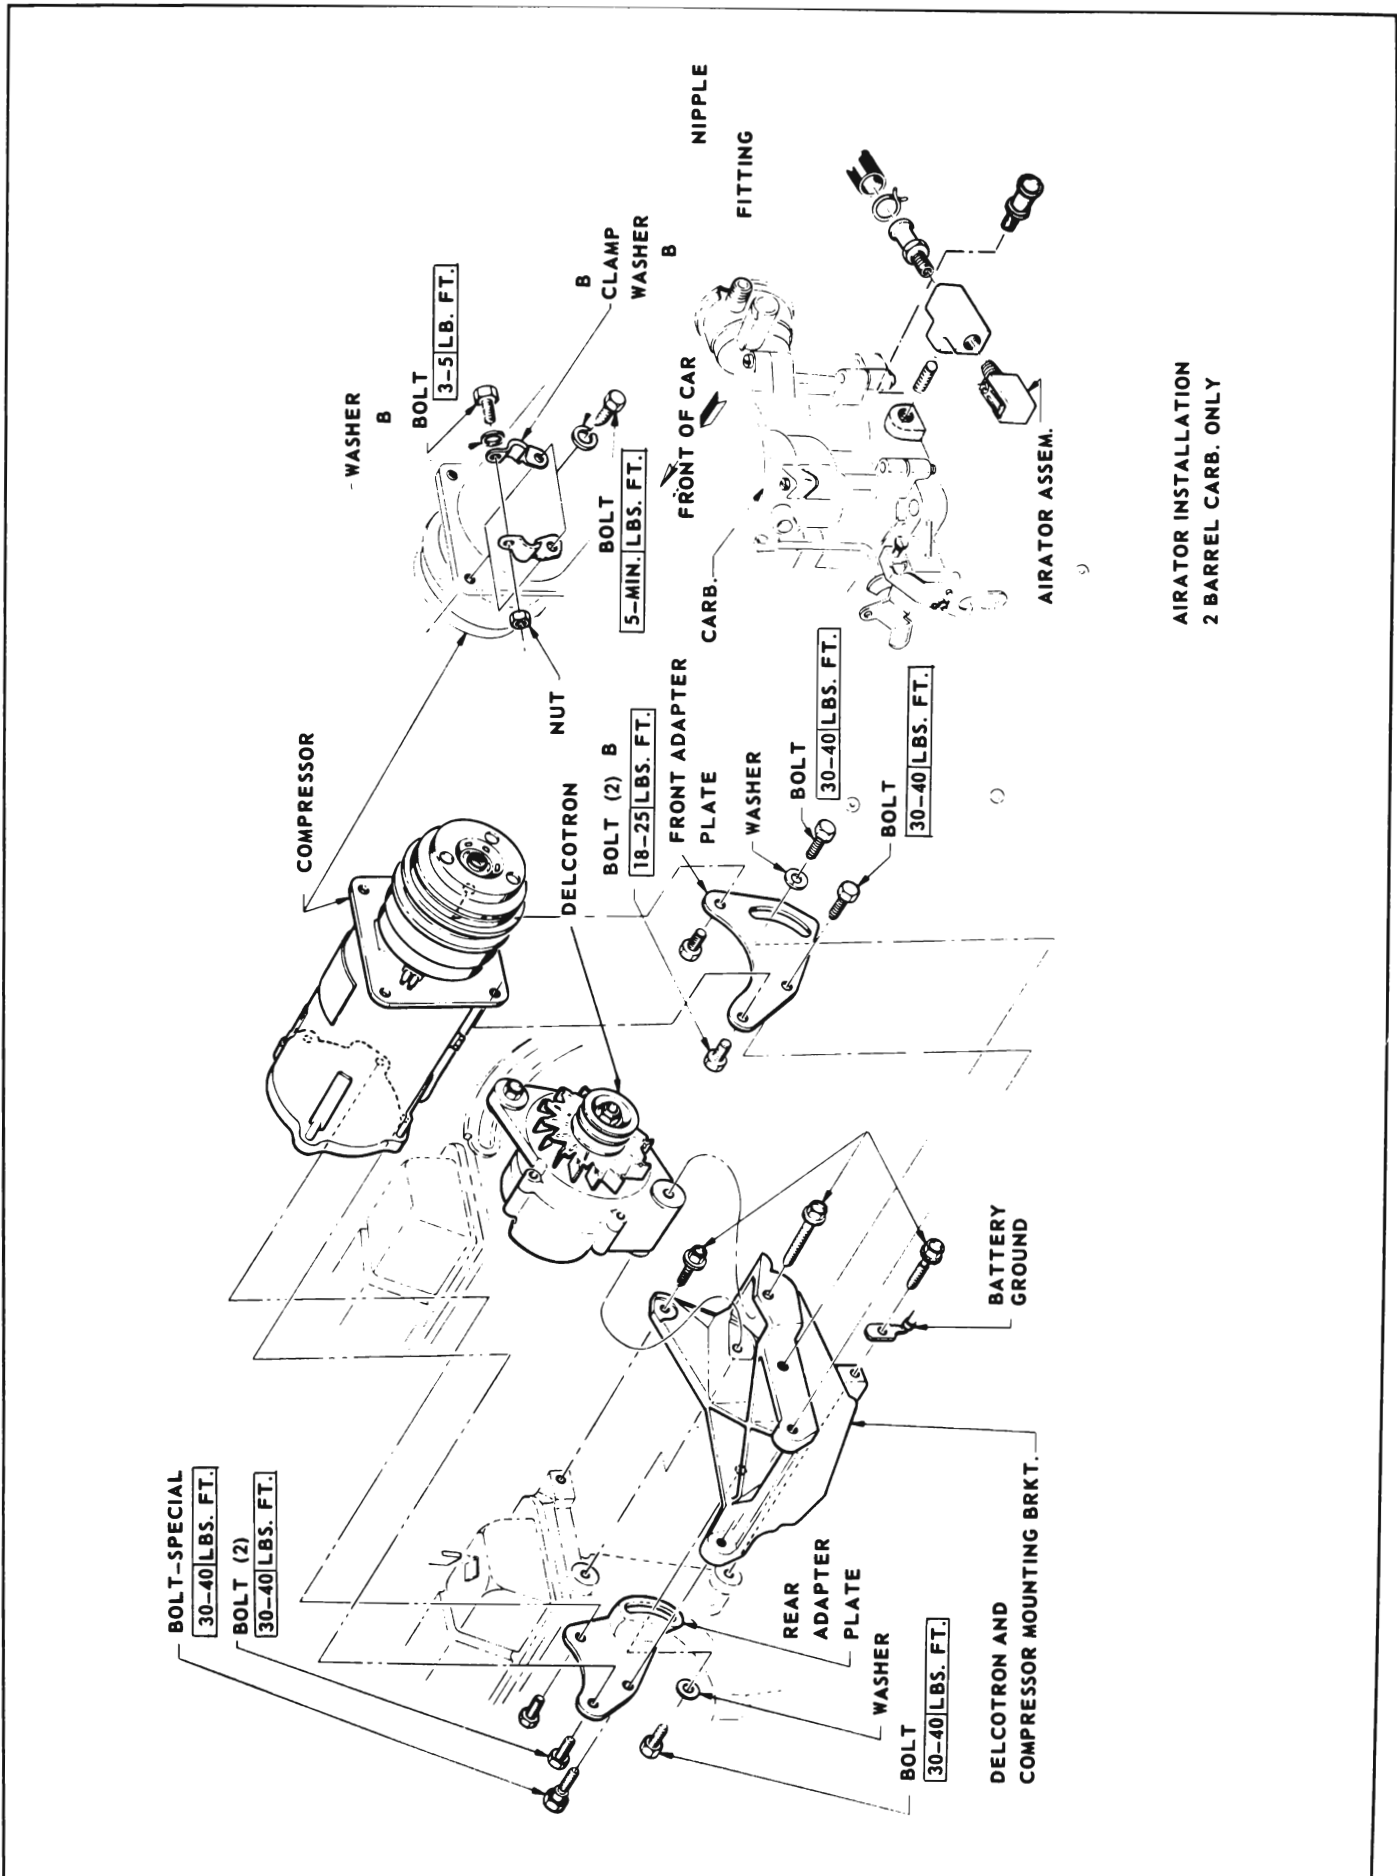 BOLT-SPECIAL
30-40 LBS. FT.
BOLT (2)
30-40 LBS. FT.
COMPRESSOR
- WASHER
B
BOLT
3-5 LB. FT.
B
CLAMP
WASHER
B
NUT
BOLT
5-MIN. LBS. FT.
DELCOTRON
BOLT (2) B
18-25 LBS. FT.
FRONT ADAPTER
PLATE
WASHER
BOLT
30-40 LBS. FT.
BOLT
30-40 LBS. FT.
NIPPLE
FITTING
FRONT OF CAR
CARB.
AIRATOR ASSEM.
REAR
ADAPTER
PLATE
WASHER
BOLT
30-40 LBS. FT.
BATTERY
GROUND
DELCOTRON AND
COMPRESSOR MOUNTING BRKT.
AIRATOR INSTALLATION
2 BARREL CARB. ONLY